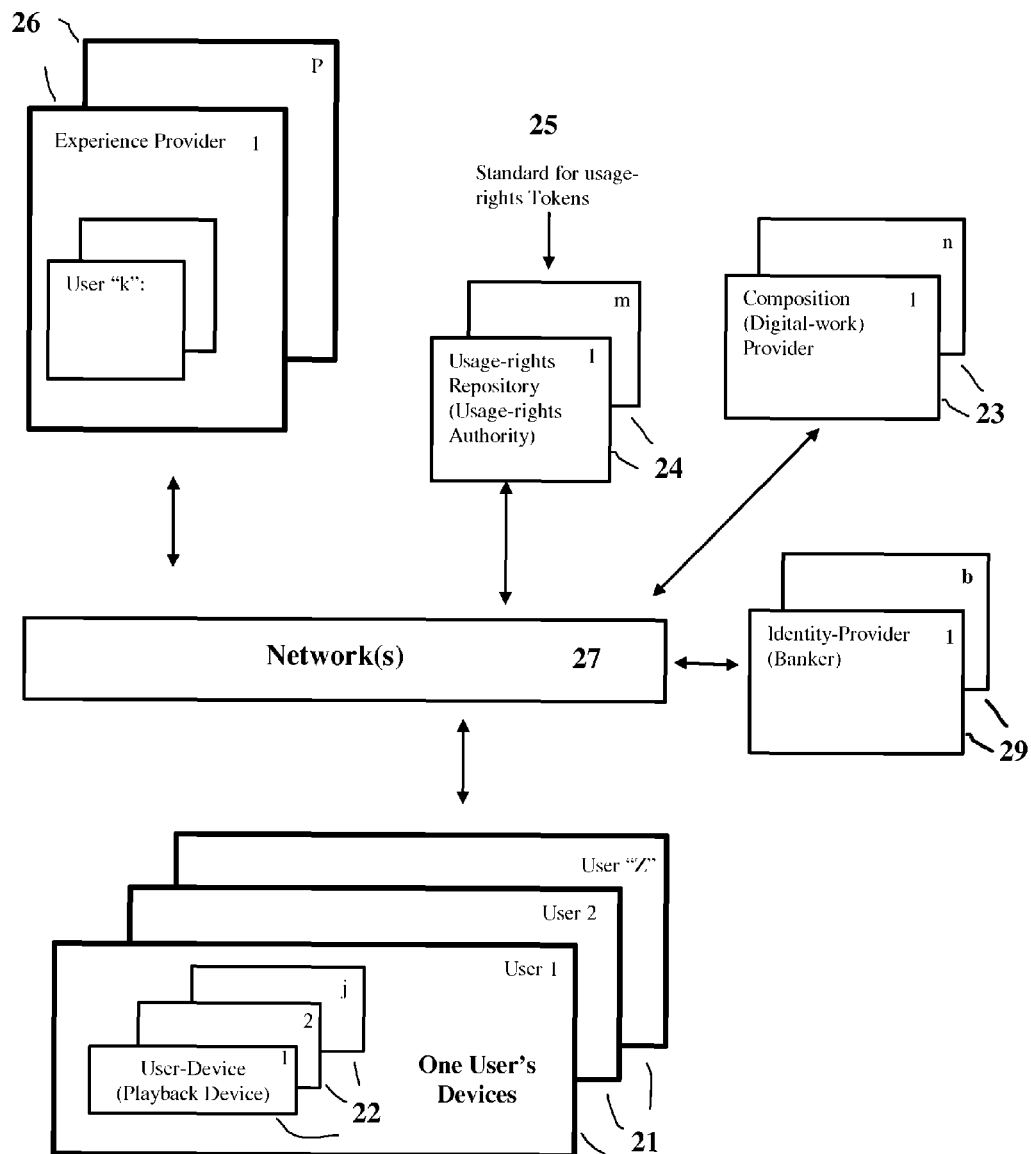 26
P
Experience Provider 1
User “k”:
25
Standard for usage-
rights Tokens
m
1
Usage-rights
Repository
(Usage-rights
Authority)
24
n
Composition 1
(Digital-work)
Provider
23
Network(s) 27
b
Identity-Provider 1
(Banker)
29
User “Z”
User 2
User 1
j
2
1
User-Device
(Playback Device)
22
One User’s
Devices
21